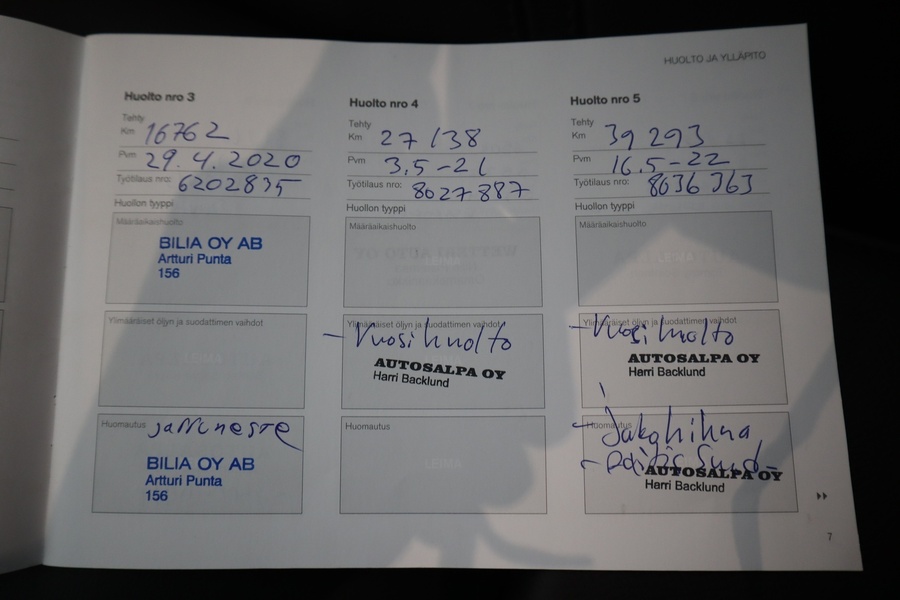 HUOLTO JA YLLÄPITO
Huolto nro 3
Tehty
Km 16762
Pvm 29.4.2020
Työtilaus nro: 6202835
Huollon tyyppi
Määräaikaishuolto
BILIA OY AB
Artturi Punta
156
Ylimääräiset öljyn ja suodattimen vaihdot
Huomautus jarruneste
BILIA OY AB
Artturi Punta
156
Huolto nro 4
Tehty
Km 27138
Pvm 3.5-21
Työtilaus nro: 8027887
Huollon tyyppi
Määräaikaishuolto
Ylimääräiset öljyn ja suodattimen vaihdot
- Vuosihuolto
AUTOSALPA OY
Harri Backlund
Huomautus
Huolto nro 5
Tehty
Km 39293
Pvm 16.5-22
Työtilaus nro: 8036363
Huollon tyyppi
Määräaikaishuolto
Ylimääräiset öljyn ja suodattimen vaihdot
- Vuosihuolto
AUTOSALPA OY
Harri Backlund
Huomautus
AUTOSALPA OY
Harri Backlund
7